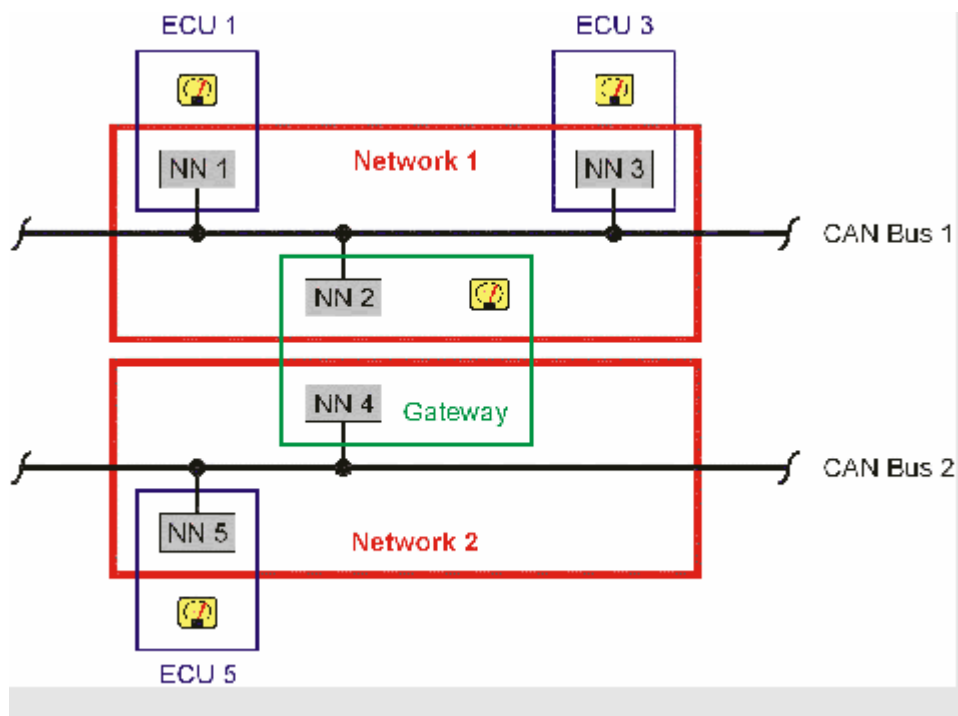 ECU 1
ECU 3
NN 1
Network 1
NN 3
CAN Bus 1
NN 2
NN 4
Gateway
CAN Bus 2
NN 5
Network 2
ECU 5